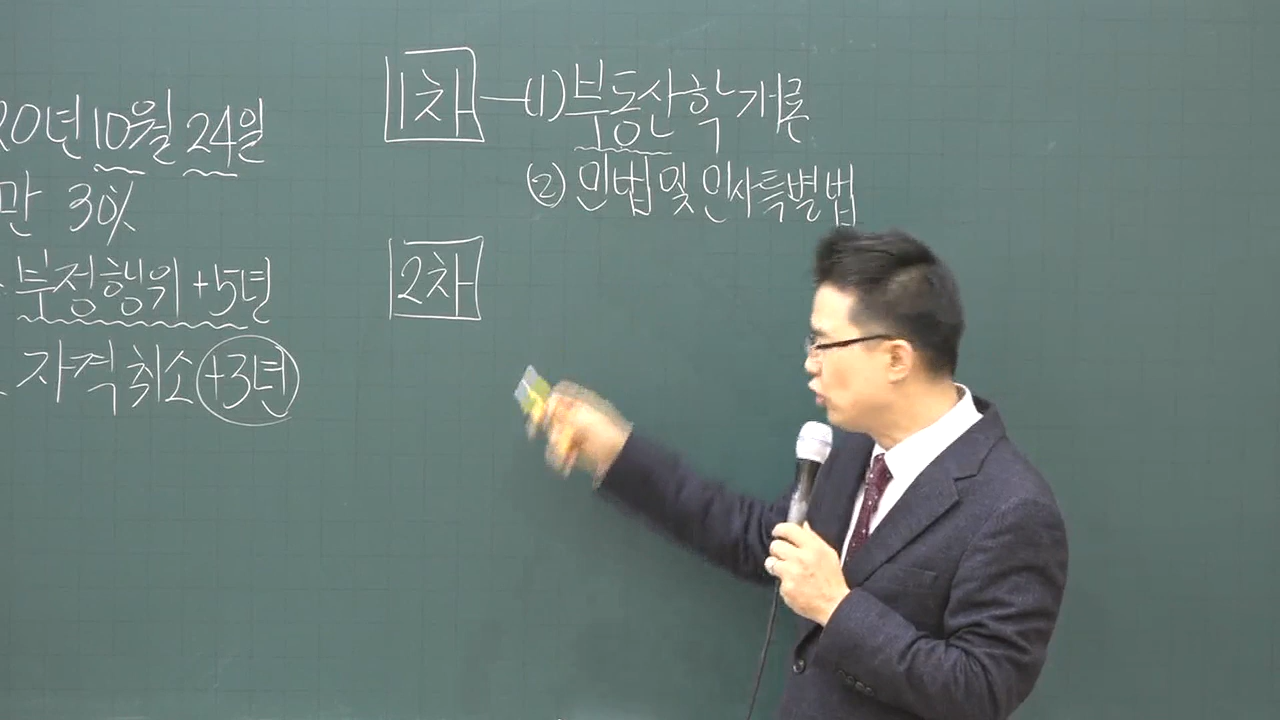 20년 10월 24일
만 30%
부정행위 +5년
자격취소 +3년
1차 (1) 부동산학개론
(2) 민법 및 민사특별법
2차